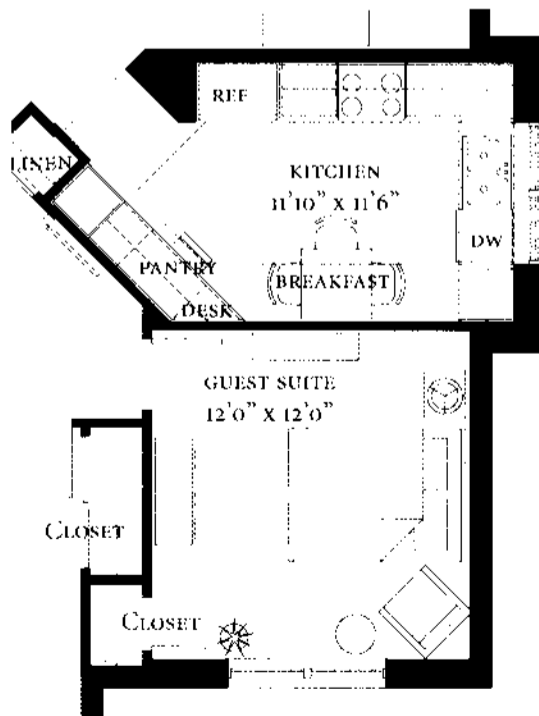 REF
LINEN
KITCHEN
11'10" X 11'6"
DW
PANTRY
BREAKFAST
DESK
GUEST SUITE
12'0" X 12'0"
CLOSET
CLOSET